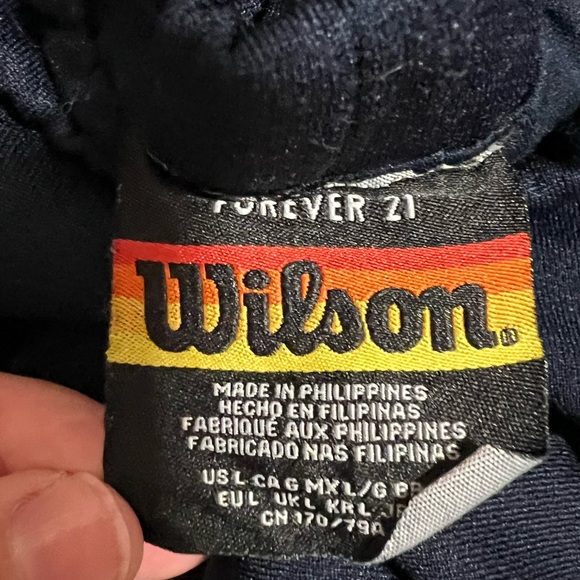 FOREVER 21
Wilson®
MADE IN PHILIPPINES
HECHO EN FILIPINAS
FABRIQUÉ AUX PHILIPPINES
FABRICADO NAS FILIPINAS
US L CA G MX L/G
EU L UK L KR L
CN 170/79A